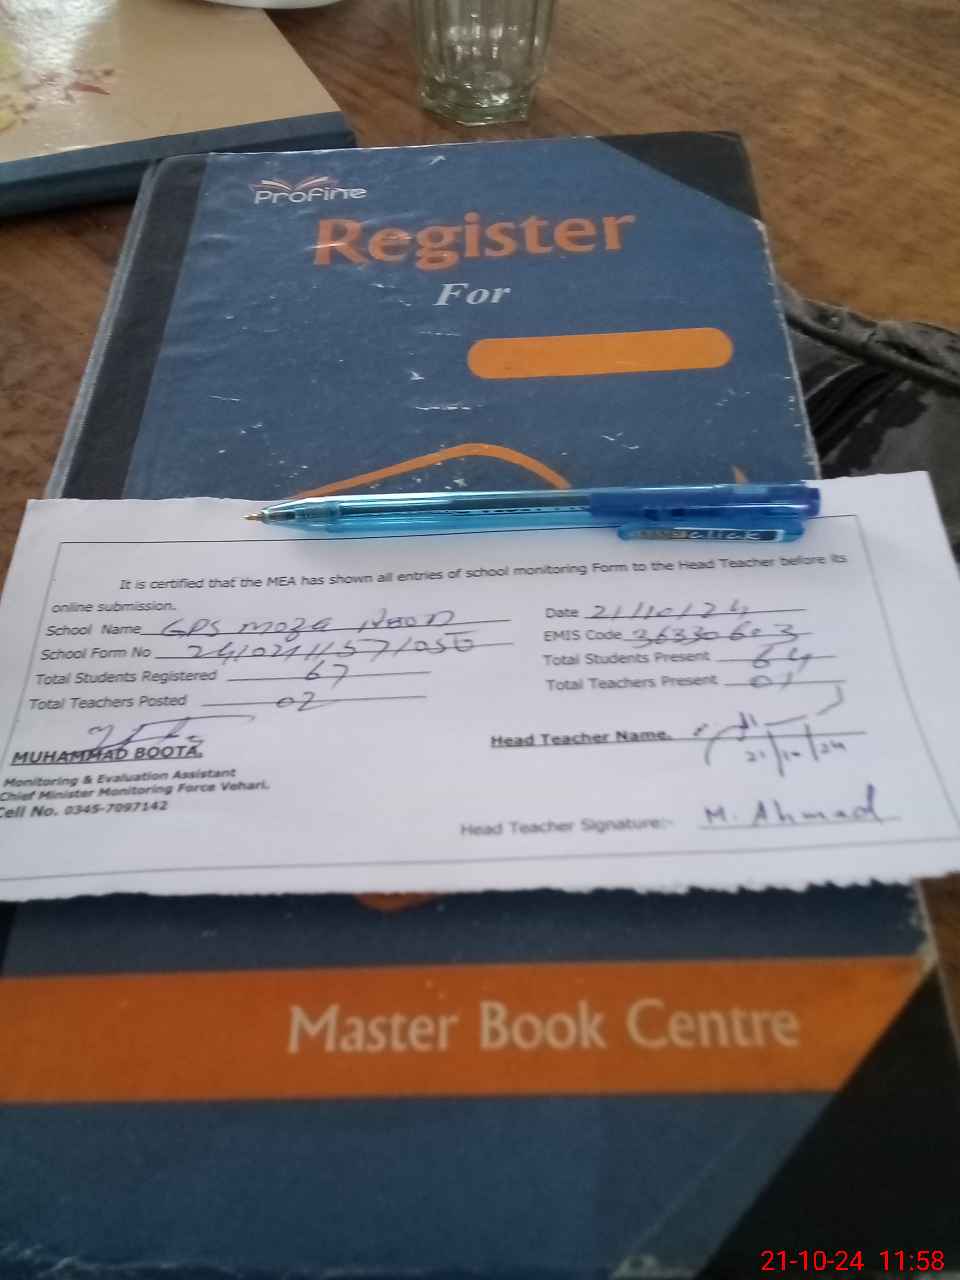 Profine
Register
For
click
It is certified that the MEA has shown all entries of school monitoring Form to the Head Teacher before its
online submission.
School Name GPS moza
Date 21/10/24
School Form No
EMIS Code 36330603
Total Students Registered 67
Total Students Present 64
Total Teachers Posted 02
Total Teachers Present 01
MUHAMMAD BOOTA
Monitoring & Evaluation Assistant
Chief Minister Monitoring Force Vehari.
Cell No. 0345-7097142
Head Teacher Name.
21/10/24
Head Teacher Signature:- M. Ahmad
Master Book Centre
21-10-24 11:58